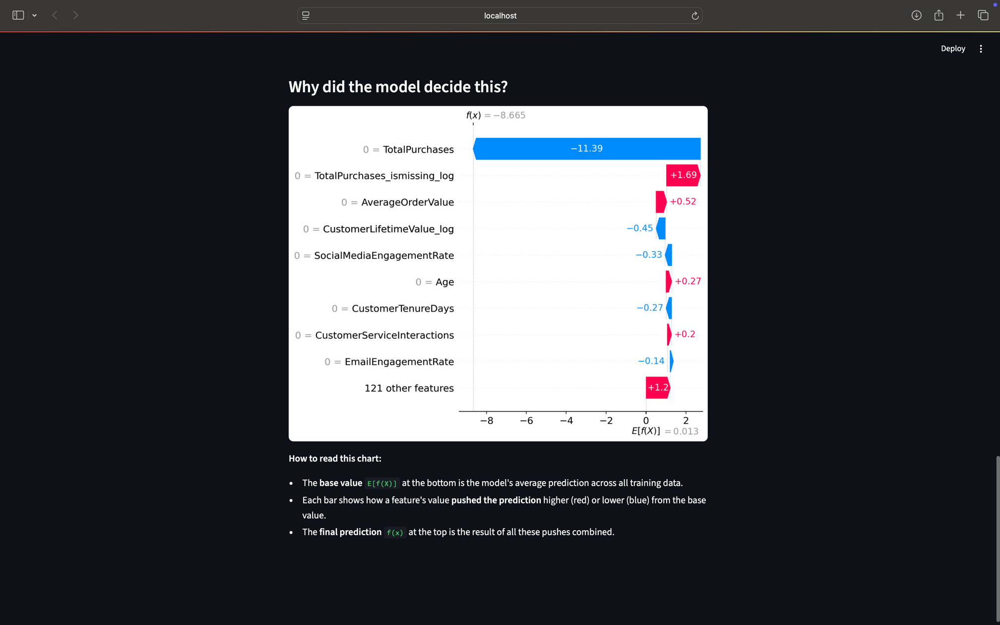 localhost
Deploy
Why did the model decide this?
f(x) = −8.665
0 = TotalPurchases −11.39
0 = TotalPurchases_ismissing_log +1.69
0 = AverageOrderValue +0.52
0 = CustomerLifetimeValue_log −0.45
0 = SocialMediaEngagementRate −0.33
0 = Age +0.27
0 = CustomerTenureDays −0.27
0 = CustomerServiceInteractions +0.2
0 = EmailEngagementRate −0.14
121 other features +1.2
−8 −6 −4 −2 0 2
E[f(X)] = 0.013
How to read this chart:
• The base value E[f(X)] at the bottom is the model's average prediction across all training data.
• Each bar shows how a feature's value pushed the prediction higher (red) or lower (blue) from the base
value.
• The final prediction f(x) at the top is the result of all these pushes combined.